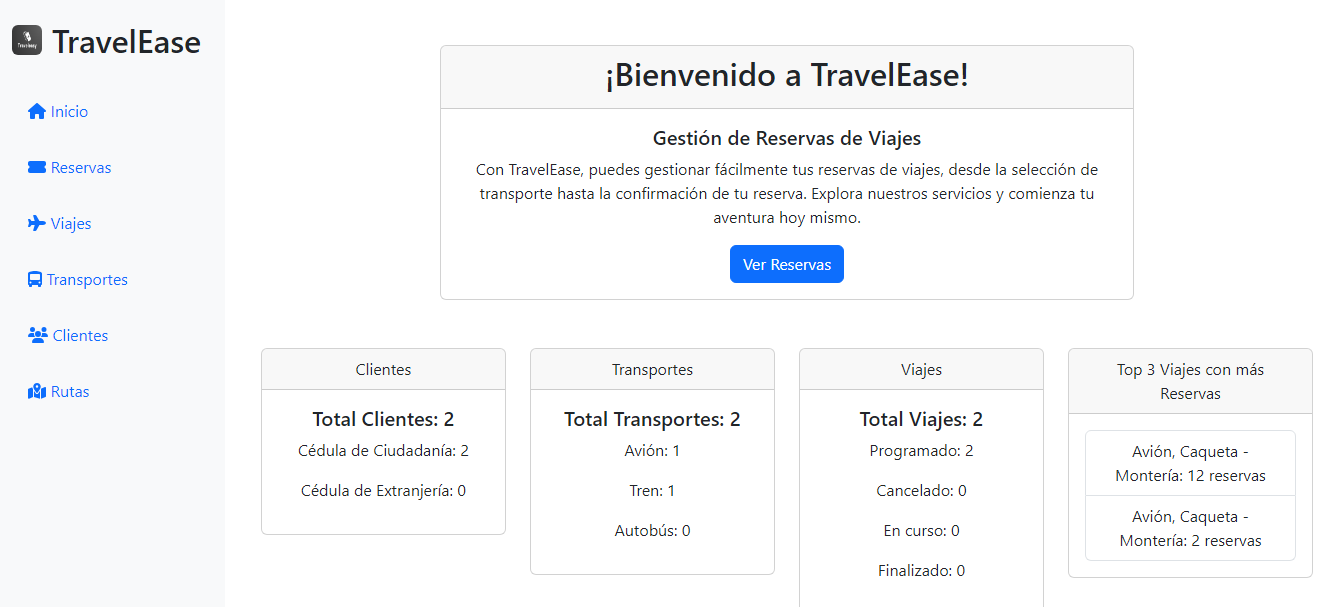 TravelEase
Inicio
Reservas
Viajes
Transportes
Clientes
Rutas
¡Bienvenido a TravelEase!
Gestión de Reservas de Viajes
Con TravelEase, puedes gestionar fácilmente tus reservas de viajes, desde la selección de
transporte hasta la confirmación de tu reserva. Explora nuestros servicios y comienza tu
aventura hoy mismo.
Ver Reservas
Clientes
Total Clientes: 2
Cédula de Ciudadanía: 2
Cédula de Extranjería: 0
Transportes
Total Transportes: 2
Avión: 1
Tren: 1
Autobús: 0
Viajes
Total Viajes: 2
Programado: 2
Cancelado: 0
En curso: 0
Finalizado: 0
Top 3 Viajes con más
Reservas
Avión, Caqueta -
Montería: 12 reservas
Avión, Caqueta -
Montería: 2 reservas